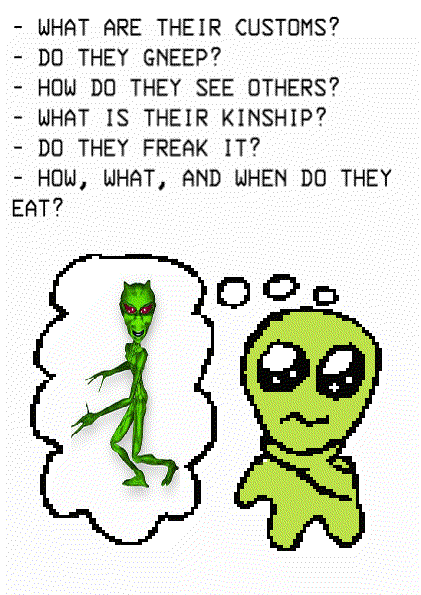 - WHAT ARE THEIR CUSTOMS?
- DO THEY GNEEP?
- HOW DO THEY SEE OTHERS?
- WHAT IS THEIR KINSHIP?
- DO THEY FREAK IT?
- HOW, WHAT, AND WHEN DO THEY
EAT?